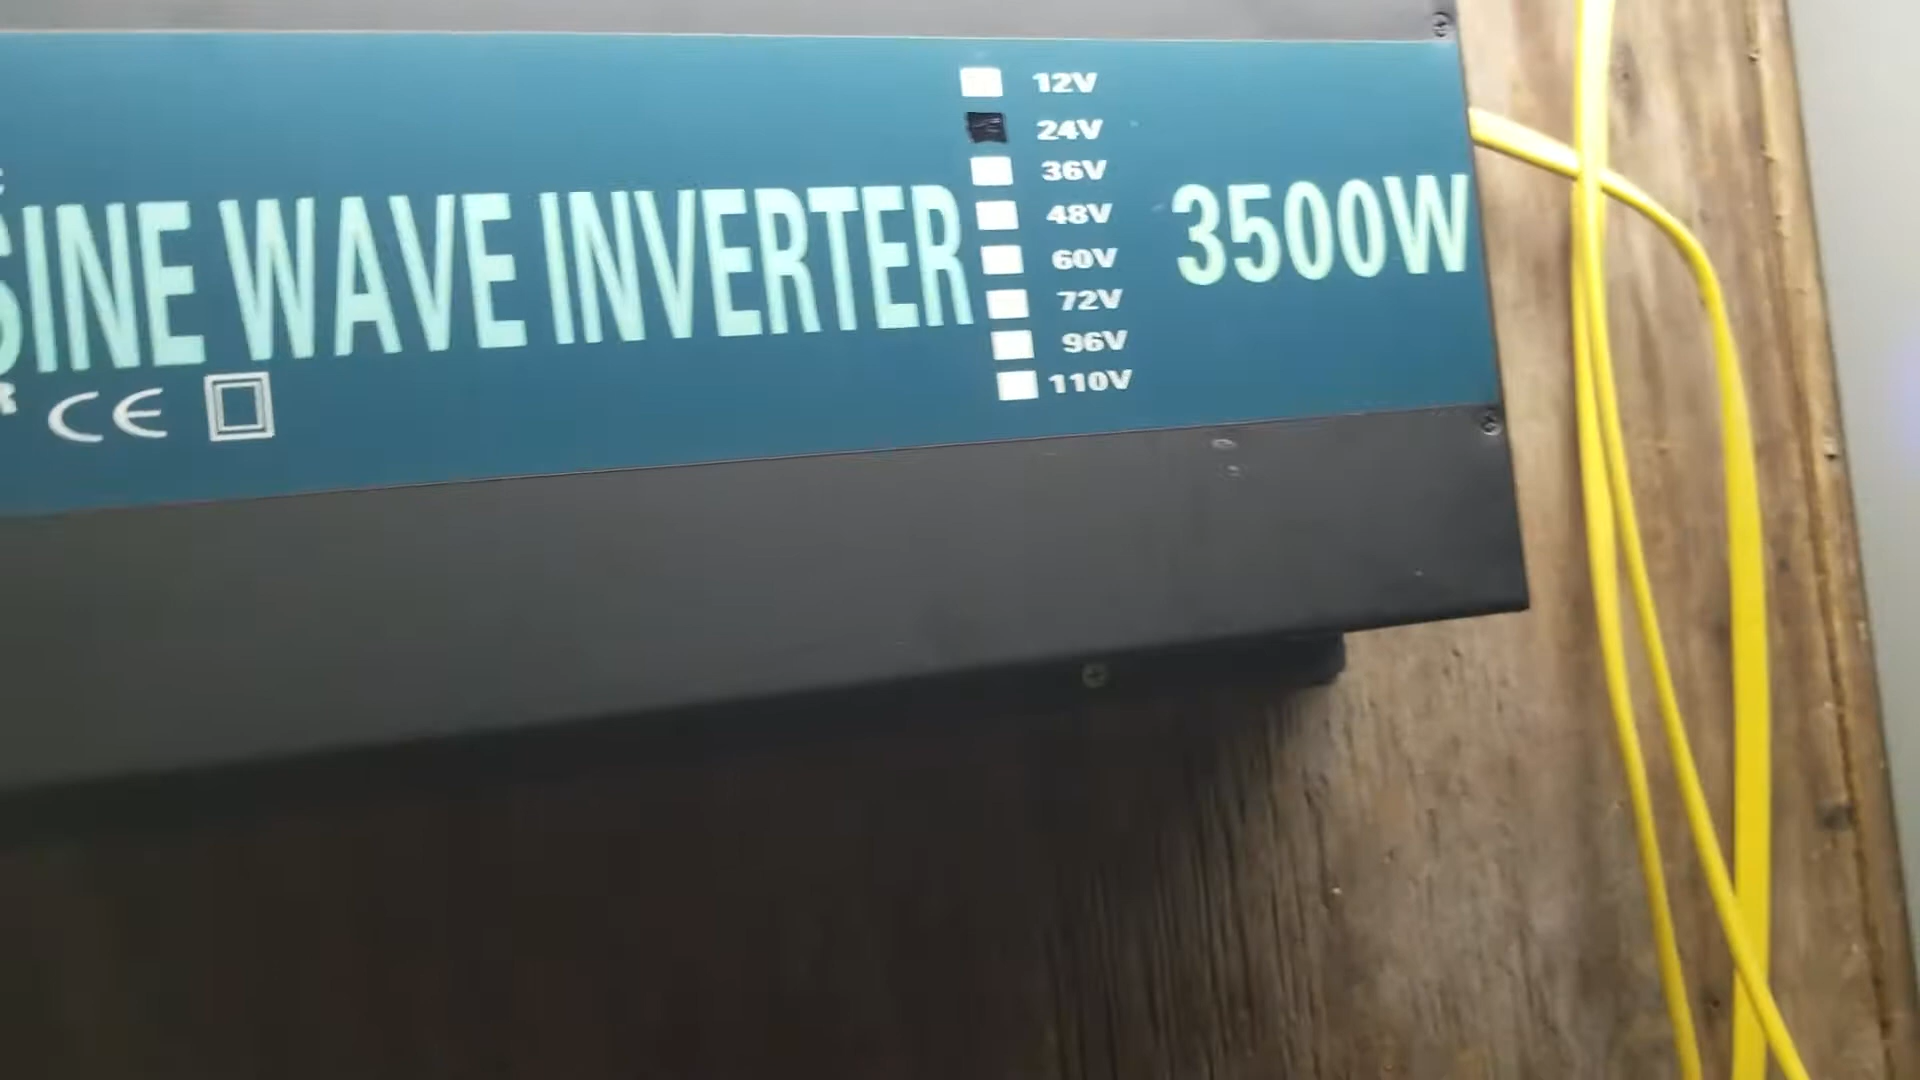 12V
24V
36V
48V
60V
72V
96V
110V
SINE WAVE INVERTER
3500W
CE